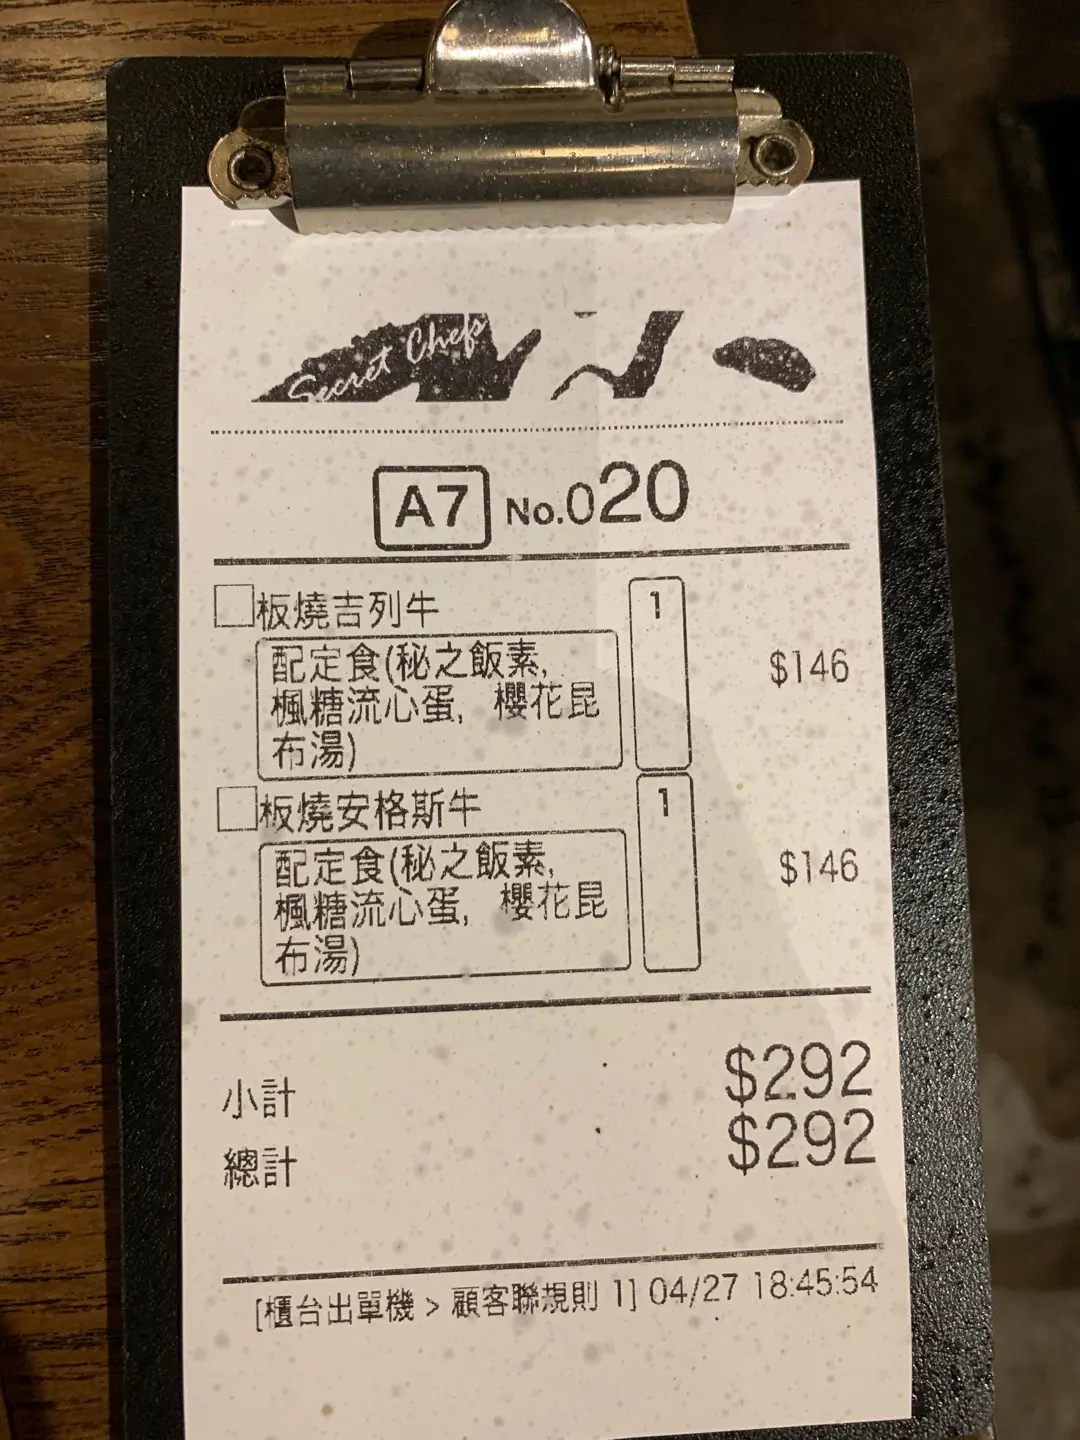 Secret Chefs
A7 No.020
板燒吉列牛 1
配定食(秘之飯素,
楓糖流心蛋, 櫻花昆
布湯)
$146
板燒安格斯牛 1
配定食(秘之飯素,
楓糖流心蛋, 櫻花昆
布湯)
$146
小計 $292
總計 $292
[櫃台出單機 > 顧客聯規則 1] 04/27 18:45:54